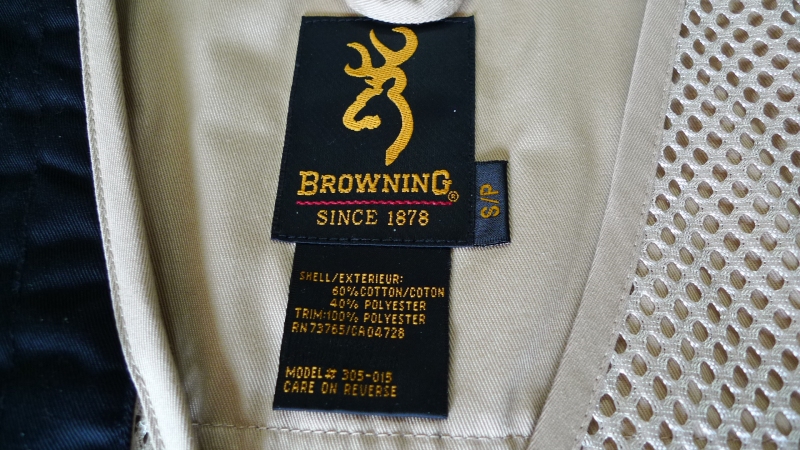 BROWNING®
SINCE 1878
S/P
SHELL/EXTERIEUR:
60% COTTON/COTON
40% POLYESTER
TRIM:100% POLYESTER
RN73765/CA04728
MODEL# 305-015
CARE ON REVERSE